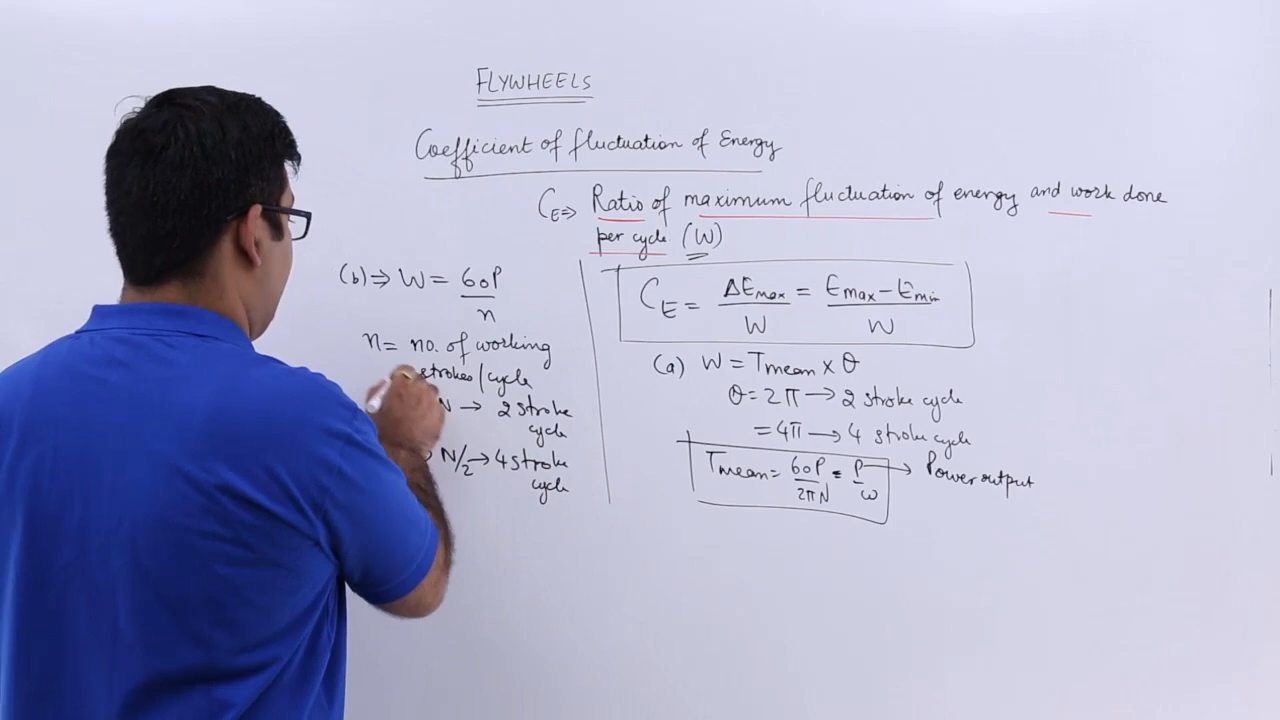 FLYWHEELS
Coefficient of fluctuation of Energy
C_E ⇒ Ratio of maximum fluctuation of energy and work done
per cycle. (W)
C_E = ΔE_max / W = E_max − E_min / W
(a) W = T_mean × θ
θ = 2π → 2 stroke cycle
= 4π → 4 stroke cycle
T_mean = 60P / 2πN = P / ω → Power output
(b) ⇒ W = 60P / n
n = no. of working
strokes / cycle
N → 2 stroke
cycle
N/2 → 4 stroke
cycle